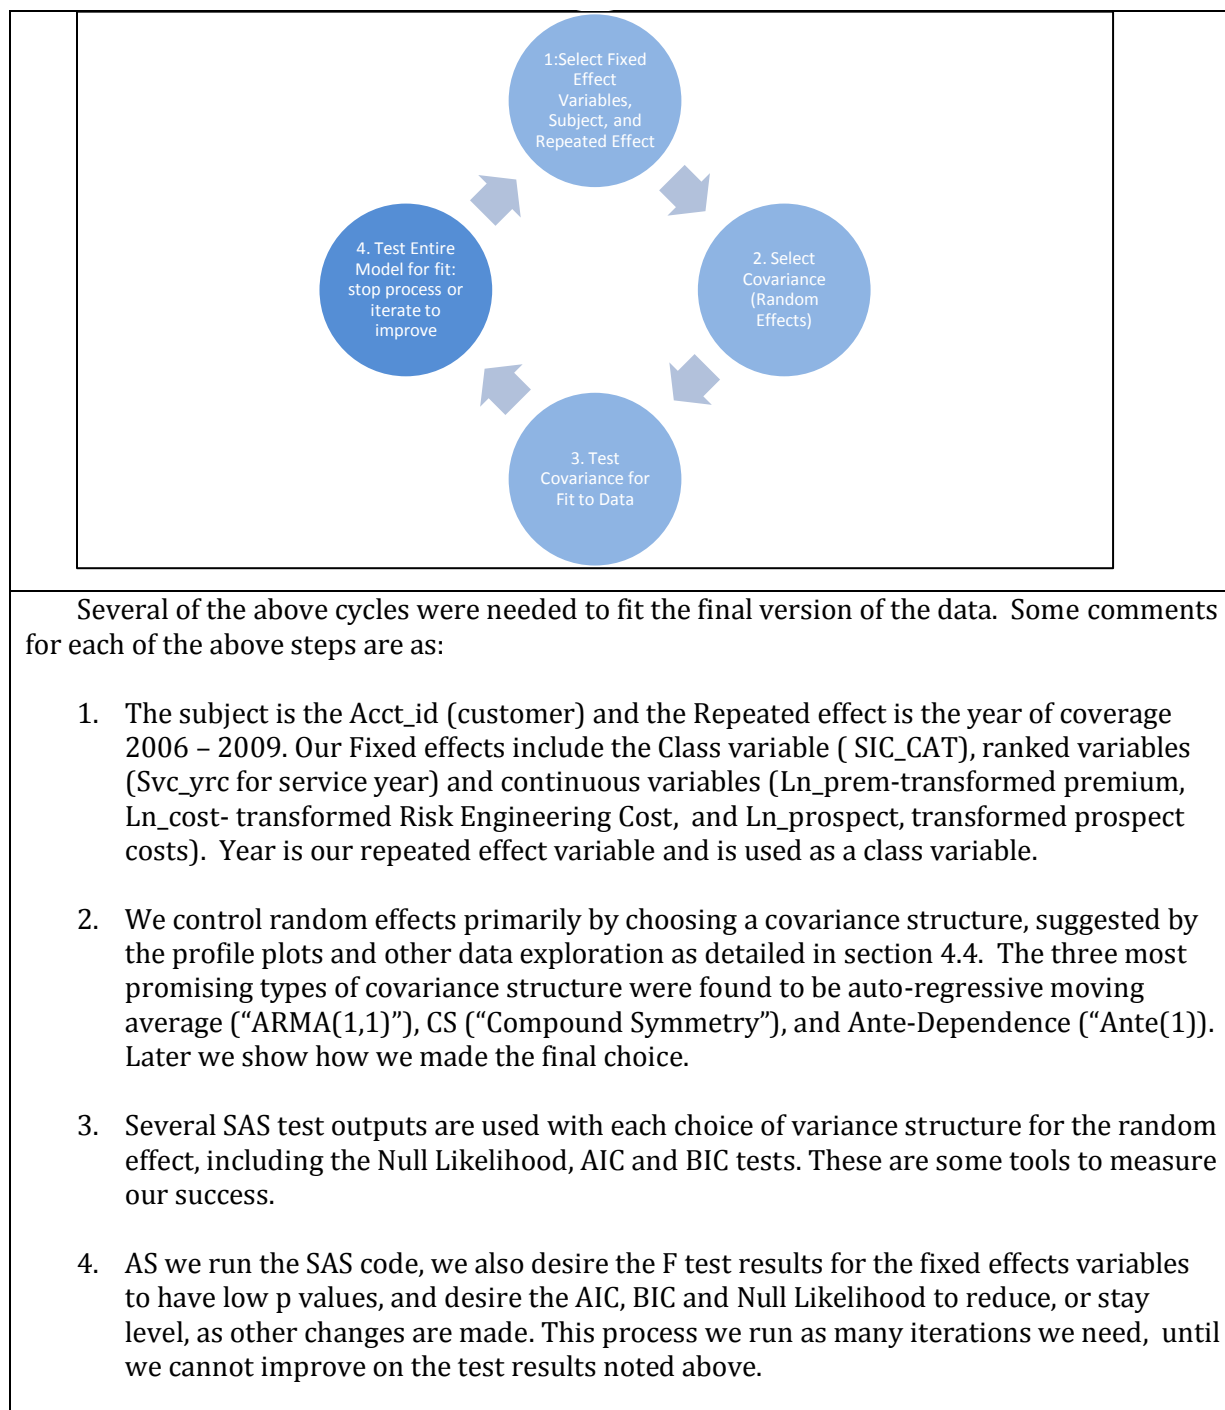 1:Select Fixed
Effect
Variables,
Subject, and
Repeated Effect
2. Select
Covariance
(Random
Effects)
3. Test
Covariance for
Fit to Data
4. Test Entire
Model for fit:
stop process or
iterate to
improve
Several of the above cycles were needed to fit the final version of the data.  Some comments
for each of the above steps are as:
1. The subject is the Acct_id (customer) and the Repeated effect is the year of coverage
2006 – 2009. Our Fixed effects include the Class variable ( SIC_CAT), ranked variables
(Svc_yrc for service year) and continuous variables (Ln_prem-transformed premium,
Ln_cost- transformed Risk Engineering Cost,  and Ln_prospect, transformed prospect
costs).  Year is our repeated effect variable and is used as a class variable.
2. We control random effects primarily by choosing a covariance structure, suggested by
the profile plots and other data exploration as detailed in section 4.4.  The three most
promising types of covariance structure were found to be auto-regressive moving
average (“ARMA(1,1)”), CS (“Compound Symmetry”), and Ante-Dependence (“Ante(1)).
Later we show how we made the final choice.
3. Several SAS test outputs are used with each choice of variance structure for the random
effect, including the Null Likelihood, AIC and BIC tests. These are some tools to measure
our success.
4. AS we run the SAS code, we also desire the F test results for the fixed effects variables
to have low p values, and desire the AIC, BIC and Null Likelihood to reduce, or stay
level, as other changes are made. This process we run as many iterations we need,  until
we cannot improve on the test results noted above.